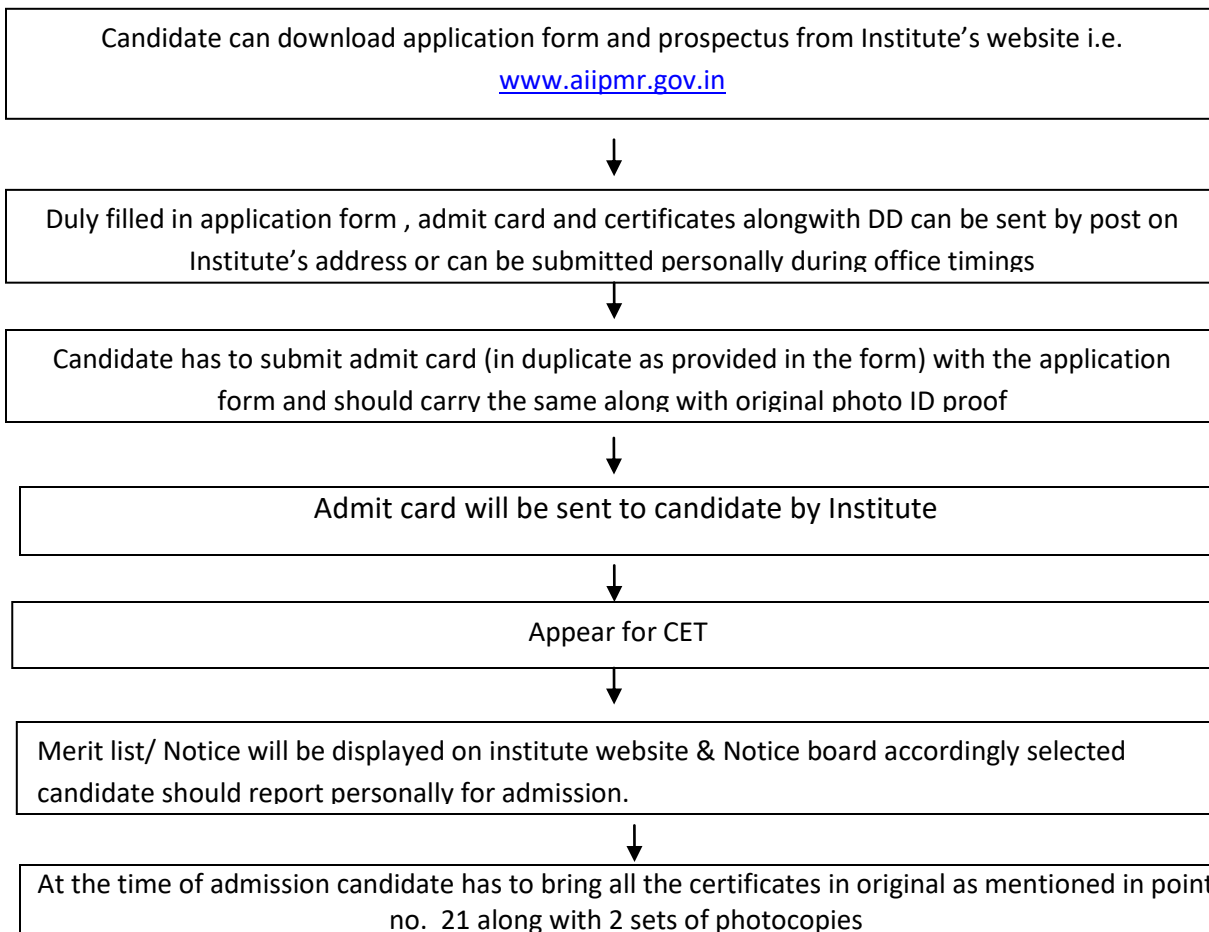 Candidate can download application form and prospectus from Institute’s website i.e.
www.aiipmr.gov.in
Duly filled in application form , admit card and certificates alongwith DD can be sent by post on
Institute’s address or can be submitted personally during office timings
Candidate has to submit admit card (in duplicate as provided in the form) with the application
form and should carry the same along with original photo ID proof
Admit card will be sent to candidate by Institute
Appear for CET
Merit list/ Notice will be displayed on institute website & Notice board accordingly selected
candidate should report personally for admission.
At the time of admission candidate has to bring all the certificates in original as mentioned in point
no. 21 along with 2 sets of photocopies